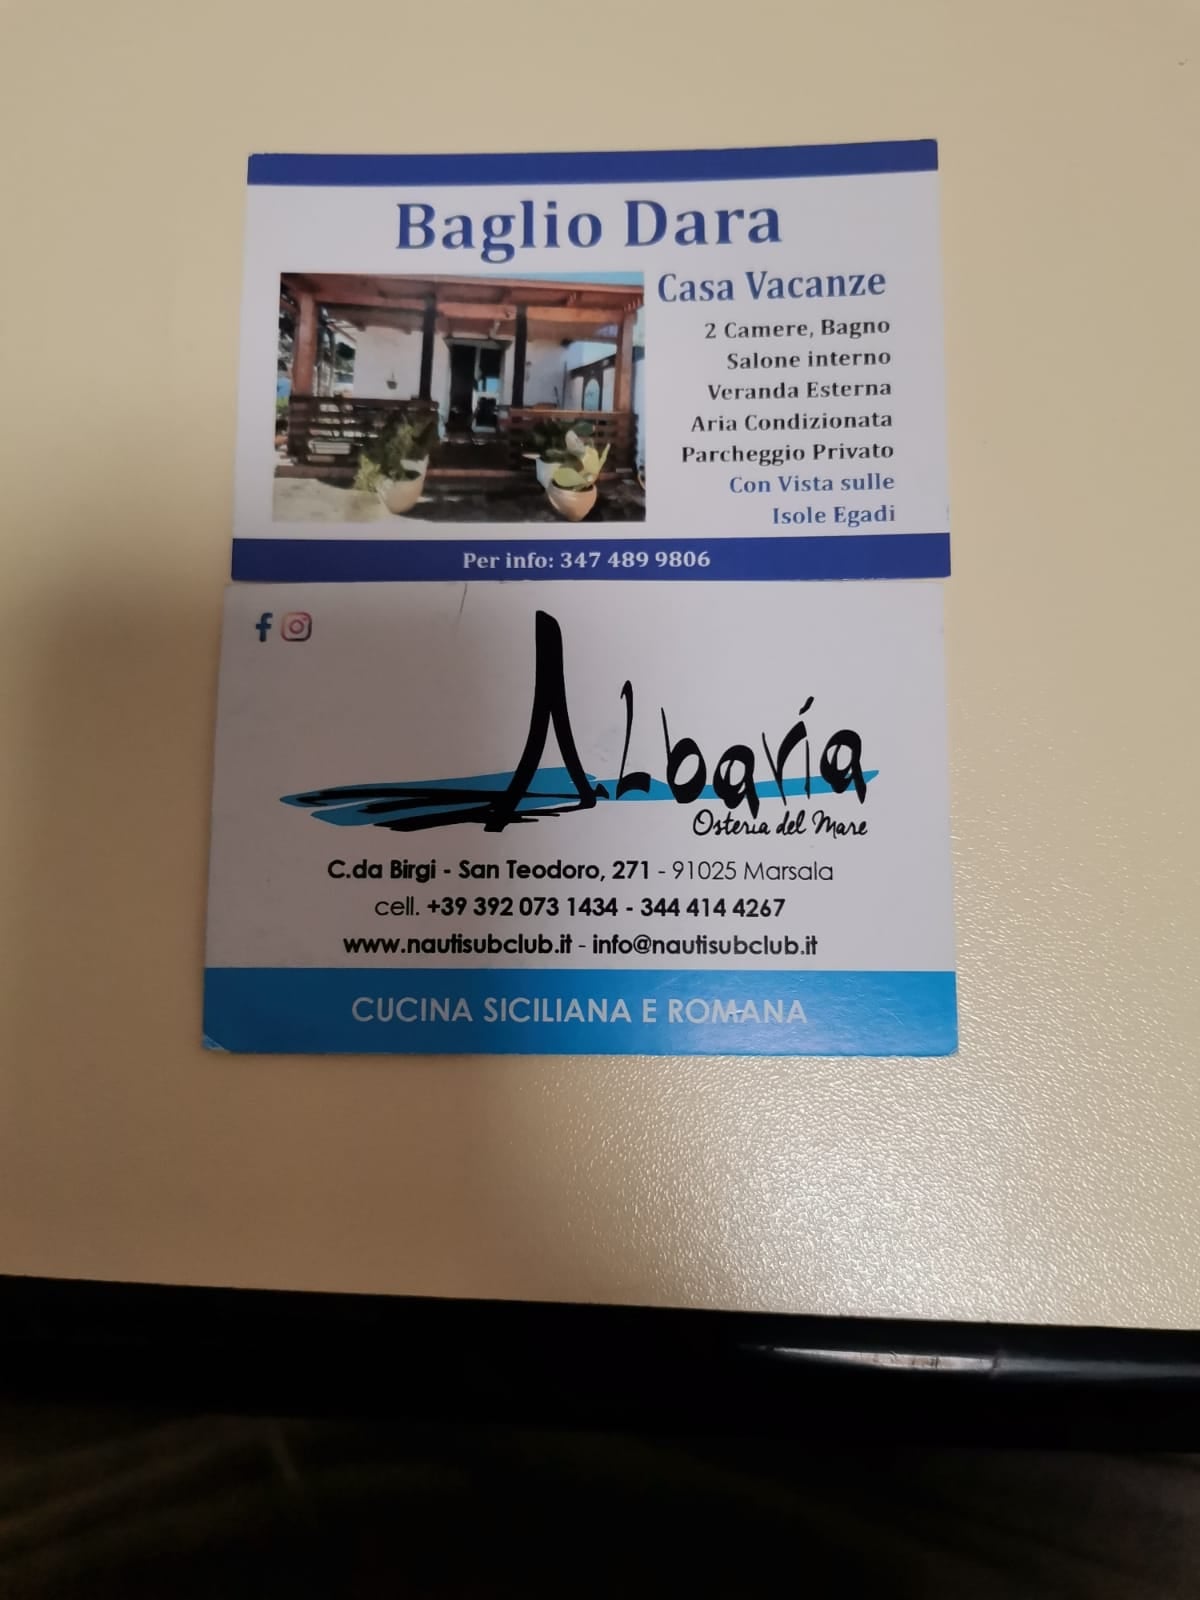 Baglio Dara
Casa Vacanze
2 Camere, Bagno
Salone interno
Veranda Esterna
Aria Condizionata
Parcheggio Privato
Con Vista sulle
Isole Egadi
Per info: 347 489 9806
Albaría
Osteria del Mare
C.da Birgi - San Teodoro, 271 - 91025 Marsala
cell. +39 392 073 1434 - 344 414 4267
www.nautisubclub.it - info@nautisubclub.it
CUCINA SICILIANA E ROMANA